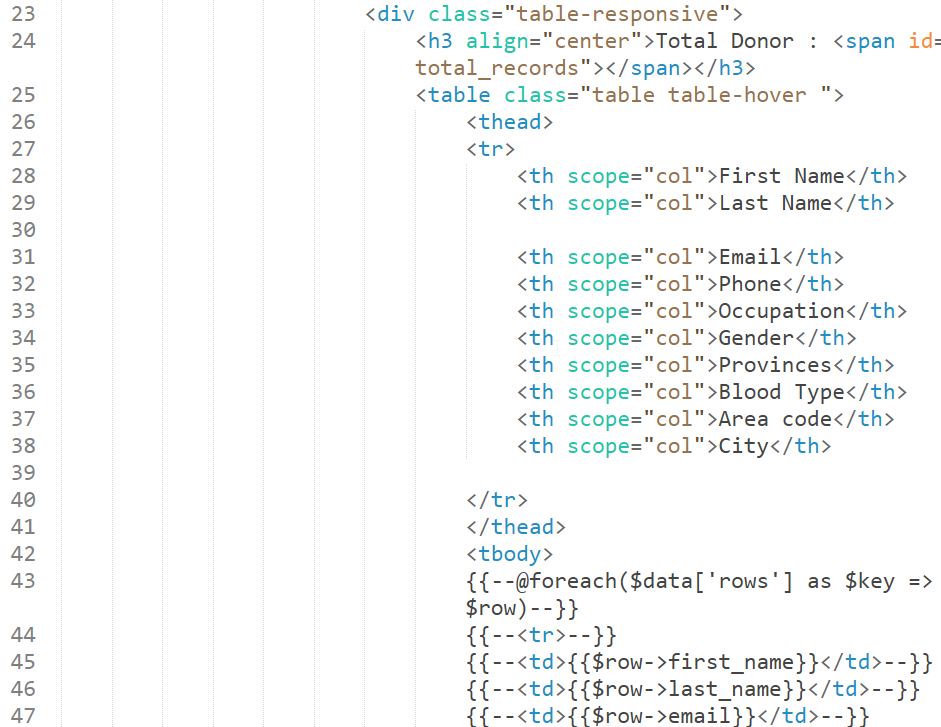 23 <div class="table-responsive">
24 <h3 align="center">Total Donor : <span id=
total_records"></span></h3>
25 <table class="table table-hover ">
26 <thead>
27 <tr>
28 <th scope="col">First Name</th>
29 <th scope="col">Last Name</th>
30
31 <th scope="col">Email</th>
32 <th scope="col">Phone</th>
33 <th scope="col">Occupation</th>
34 <th scope="col">Gender</th>
35 <th scope="col">Provinces</th>
36 <th scope="col">Blood Type</th>
37 <th scope="col">Area code</th>
38 <th scope="col">City</th>
39
40 </tr>
41 </thead>
42 <tbody>
43 {{--@foreach($data['rows'] as $key =>
$row)--}}
44 {{--<tr>--}}
45 {{--<td>{{$row->first_name}}</td>--}}
46 {{--<td>{{$row->last_name}}</td>--}}
47 {{--<td>{{$row->email}}</td>--}}